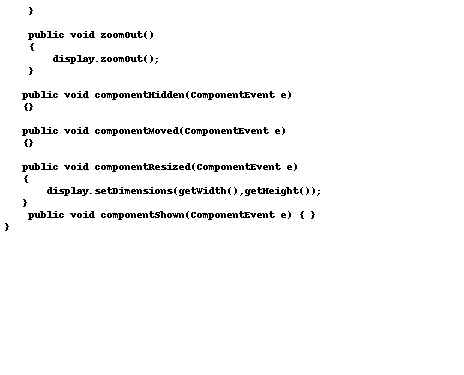 }

    public void zoomOut()
    {
        display.zoomOut();
    }

   public void componentHidden(ComponentEvent e)
   {}

   public void componentMoved(ComponentEvent e)
   {}

   public void componentResized(ComponentEvent e)
   {
       display.setDimensions(getWidth(),getHeight());
   }
    public void componentShown(ComponentEvent e) { }
}